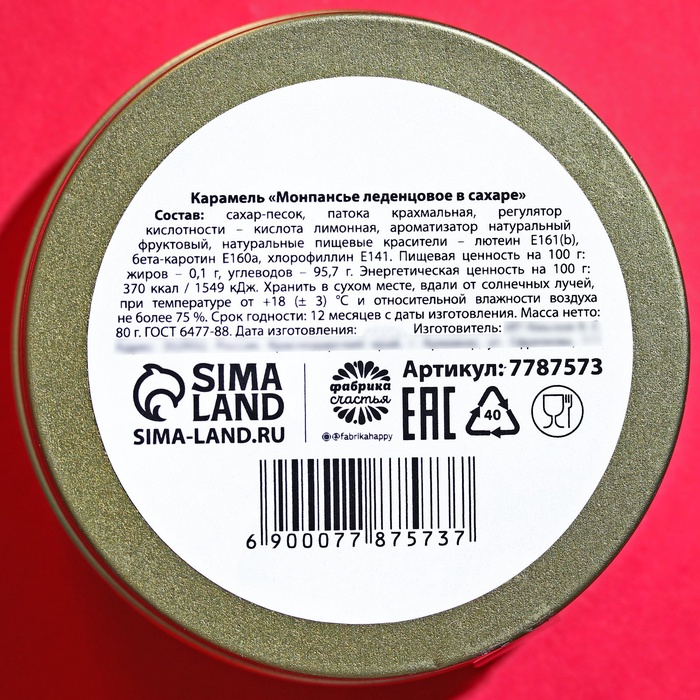 Карамель «Монпансье леденцовое в сахаре»
Состав: сахар-песок, патока крахмальная, регулятор
кислотности – кислота лимонная, ароматизатор натуральный
фруктовый, натуральные пищевые красители – лютеин E161(b),
бета-каротин E160a, хлорофиллин E141. Пищевая ценность на 100 г:
жиров – 0,1 г, углеводов – 95,7 г. Энергетическая ценность на 100 г:
370 ккал / 1549 кДж. Хранить в сухом месте, вдали от солнечных лучей,
при температуре от +18 (± 3) °C и относительной влажности воздуха
не более 75 %. Срок годности: 12 месяцев с даты изготовления. Масса нетто:
80 г. ГОСТ 6477-88. Дата изготовления: Изготовитель:
SIMA
LAND
SIMA-LAND.RU
фабрика
счастья
@fabrikahappy
Артикул: 7787573
EAC
40
6 900077 875737